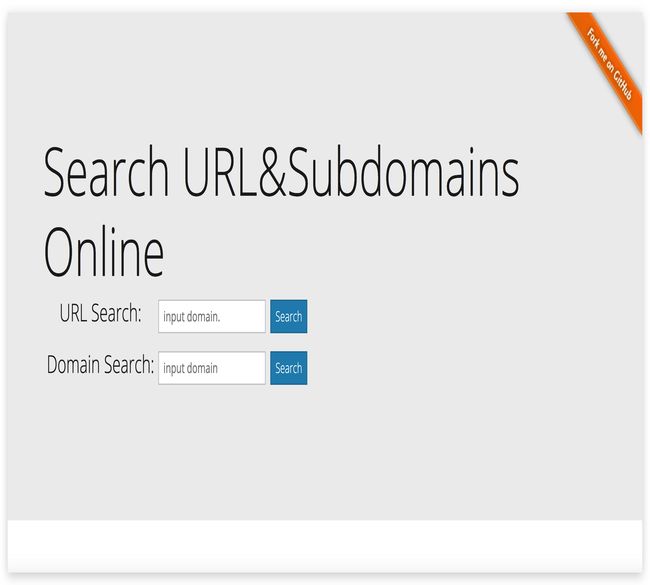 Fork me on GitHub
Search URL&Subdomains
Online
URL Search: input domain. Search
Domain Search: input domain Search